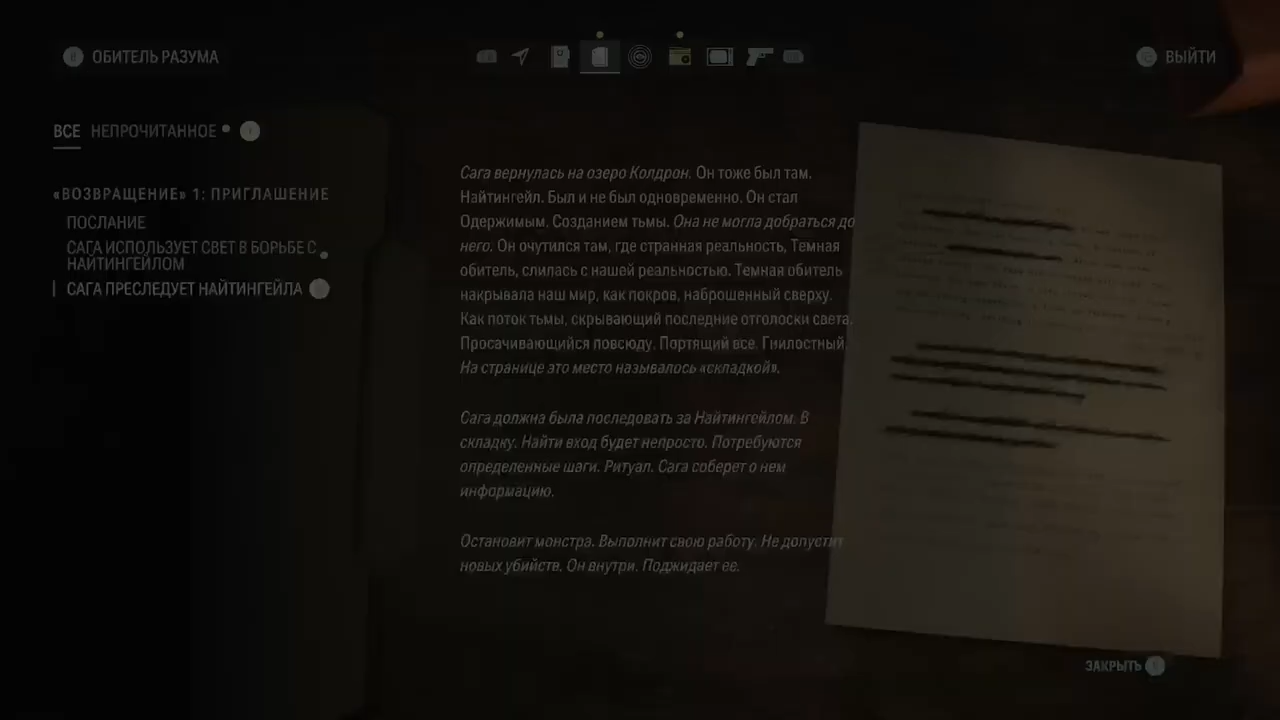 ОБИТЕЛЬ РАЗУМА
ВЫЙТИ
ВСЕ НЕПРОЧИТАННОЕ
«ВОЗВРАЩЕНИЕ» 1: ПРИГЛАШЕНИЕ
ПОСЛАНИЕ
САГА ИСПОЛЬЗУЕТ СВЕТ В БОРЬБЕ С
НАЙТИНГЕЙЛОМ
САГА ПРЕСЛЕДУЕТ НАЙТИНГЕЙЛА
Сага вернулась на озеро Колдрон. Он тоже был там.
Найтингейл. Был и не был одновременно. Он стал
Одержимым. Созданием тьмы. Она не могла добраться до
него. Он очутился там, где странная реальность, Темная
обитель, слилась с нашей реальностью. Темная обитель
накрывала наш мир, как покров, наброшенный сверху.
Как поток тьмы, скрывающий последние отголоски света.
Просачивающийся повсюду. Портящий все. Гнилостный.
На странице это место называлось «складкой».
Сага должна была последовать за Найтингейлом. В
складку. Найти вход будет непросто. Потребуются
определенные шаги. Ритуал. Сага соберет о нем
информацию.
Остановит монстра. Выполнит свою работу. Не допустит
новых убийств. Он внутри. Поджидает ее.
ЗАКРЫТЬ